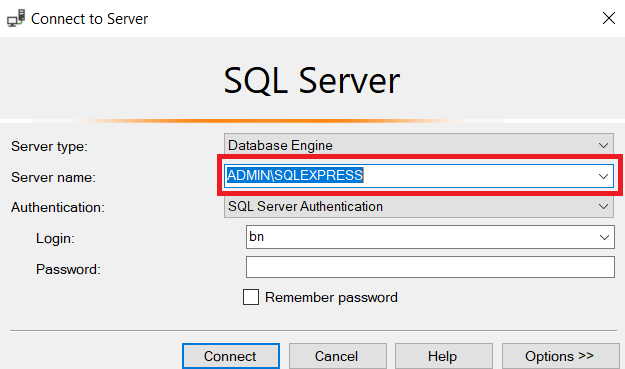 Connect to Server
SQL Server
Server type: Database Engine
Server name: ADMIN\SQLEXPRESS
Authentication: SQL Server Authentication
Login: bn
Password:
Remember password
Connect Cancel Help Options >>